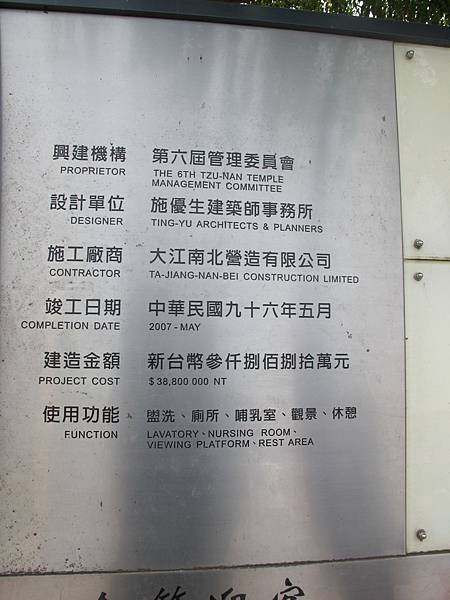 興建機構 第六屆管理委員會
PROPRIETOR THE 6TH TZU-NAN TEMPLE
MANAGEMENT COMMITTEE
設計單位 施優生建築師事務所
DESIGNER TING-YU ARCHITECTS & PLANNERS
施工廠商 大江南北營造有限公司
CONTRACTOR TA-JIANG-NAN-BEI CONSTRUCTION LIMITED
竣工日期 中華民國九十六年五月
COMPLETION DATE 2007-MAY
建造金額 新台幣參仟捌佰捌拾萬元
PROJECT COST $38,800 000 NT
使用功能 盥洗、廁所、哺乳室、觀景、休憩
FUNCTION LAVATORY、NURSING ROOM、
VIEWING PLATFORM、REST AREA